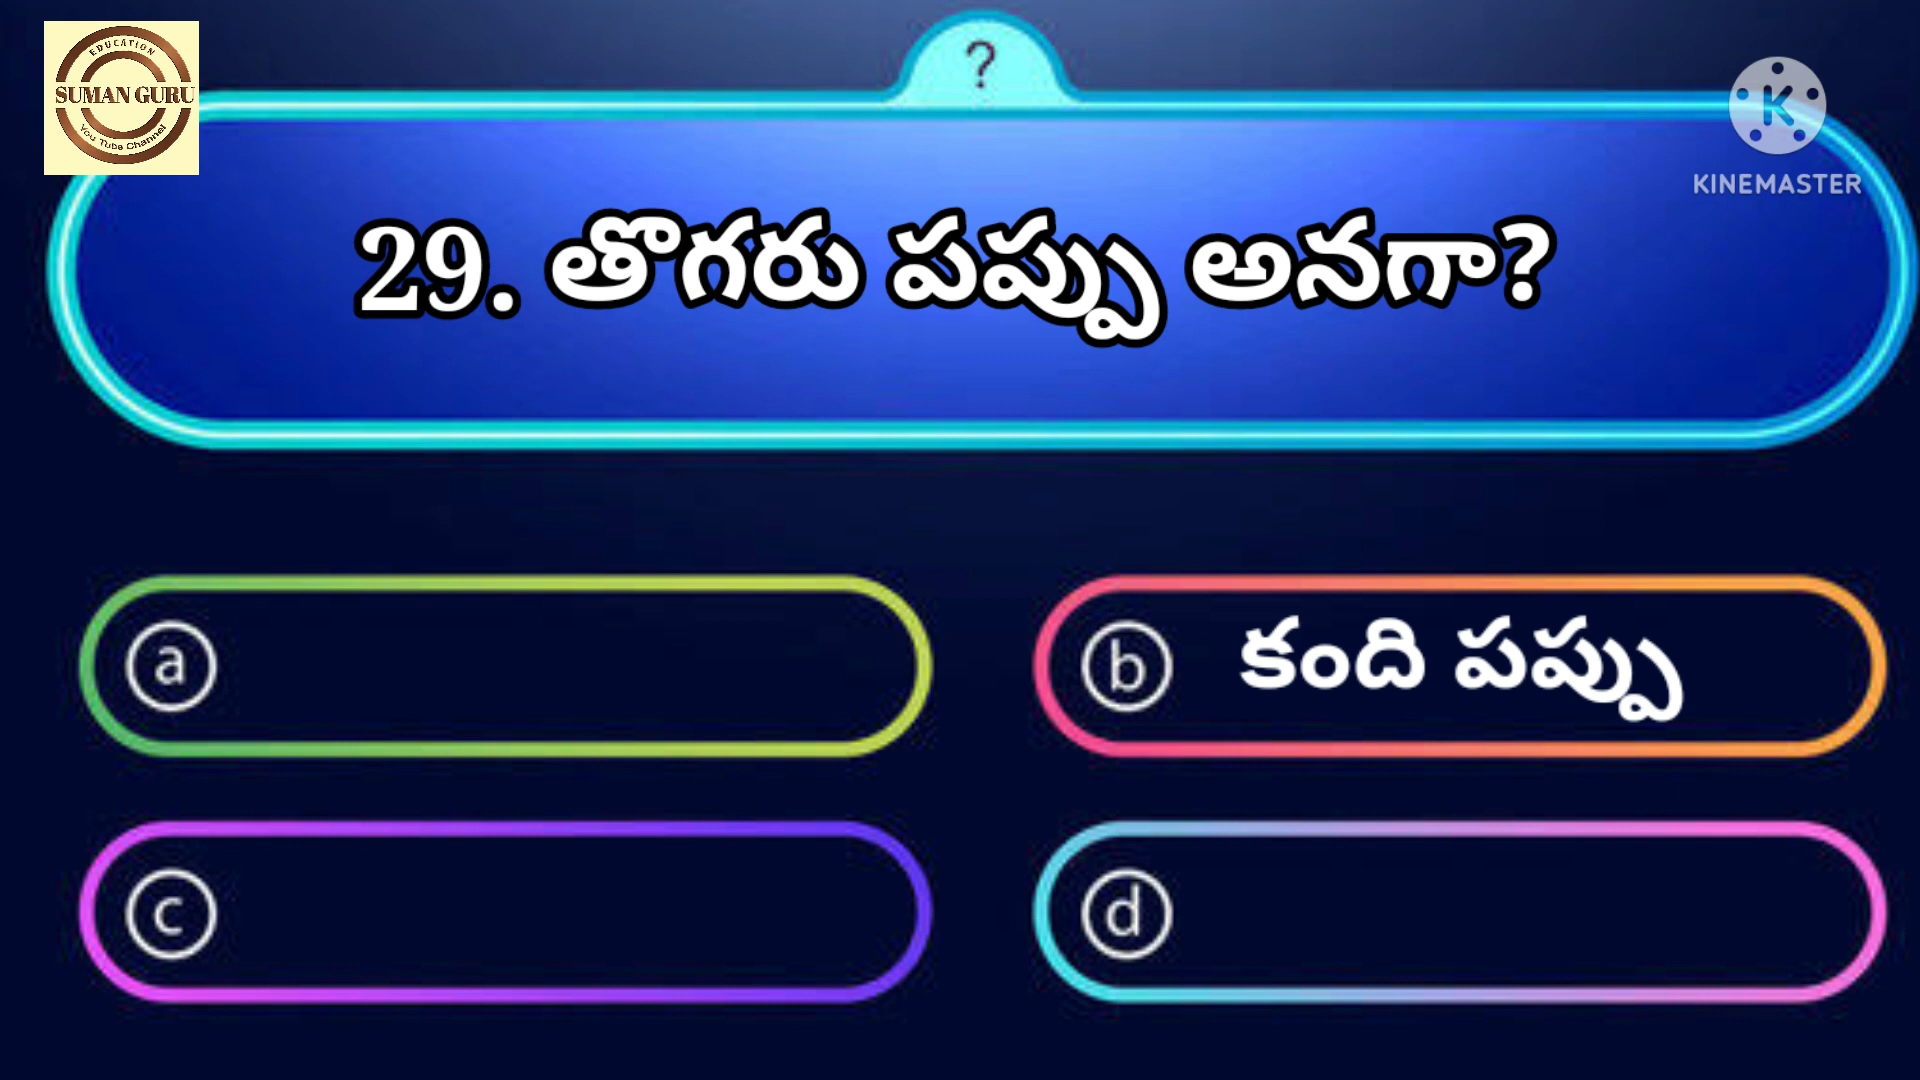 EDUCATION
SUMAN GURU
You Tube Channel
?
K
KINEMASTER
29. తొగరు పప్పు అనగా?
a
b కంది పప్పు
c
d